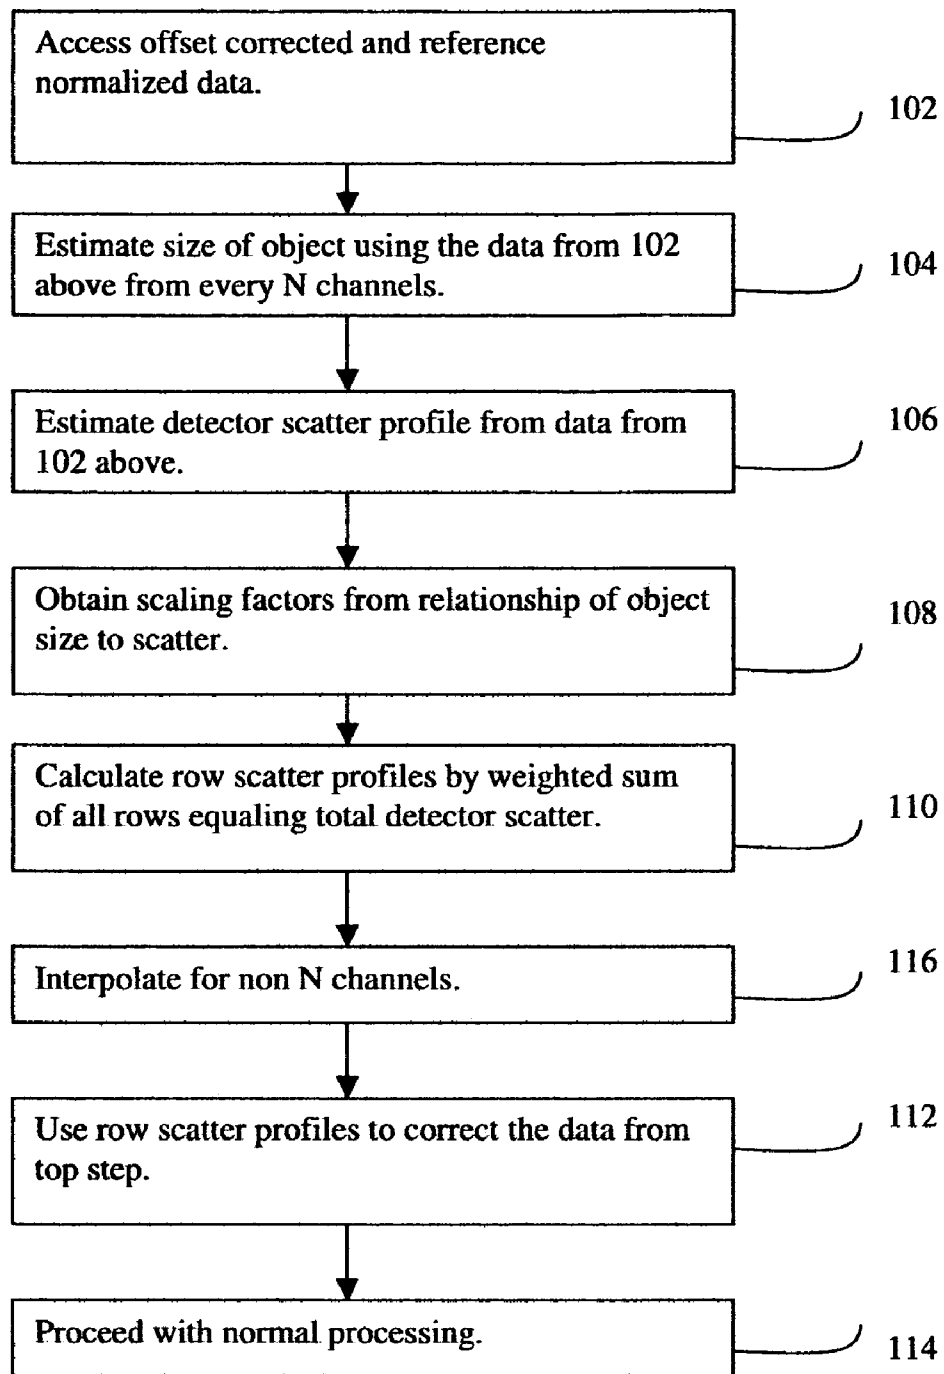 Access offset corrected and reference
normalized data.
102
Estimate size of object using the data from 102
above from every N channels.
104
Estimate detector scatter profile from data from
102 above.
106
Obtain scaling factors from relationship of object
size to scatter.
108
Calculate row scatter profiles by weighted sum
of all rows equaling total detector scatter.
110
Interpolate for non N channels.
116
Use row scatter profiles to correct the data from
top step.
112
Proceed with normal processing.
114